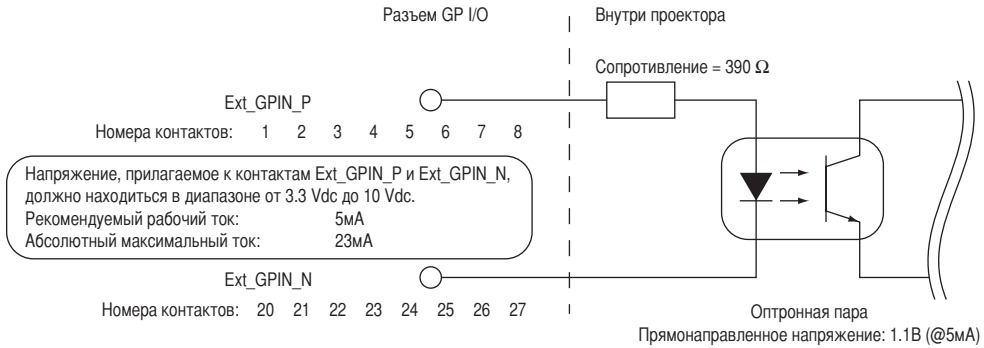 Разъем GP I/O
Внутри проектора
Сопротивление = 390 Ω
Ext_GPIN_P
Номера контактов: 1 2 3 4 5 6 7 8
Напряжение, прилагаемое к контактам Ext_GPIN_P и Ext_GPIN_N,
должно находиться в диапазоне от 3.3 Vdc до 10 Vdc.
Рекомендуемый рабочий ток: 5мА
Абсолютный максимальный ток: 23мА
Ext_GPIN_N
Номера контактов: 20 21 22 23 24 25 26 27
Оптронная пара
Прямонаправленное напряжение: 1.1В (@5мА)